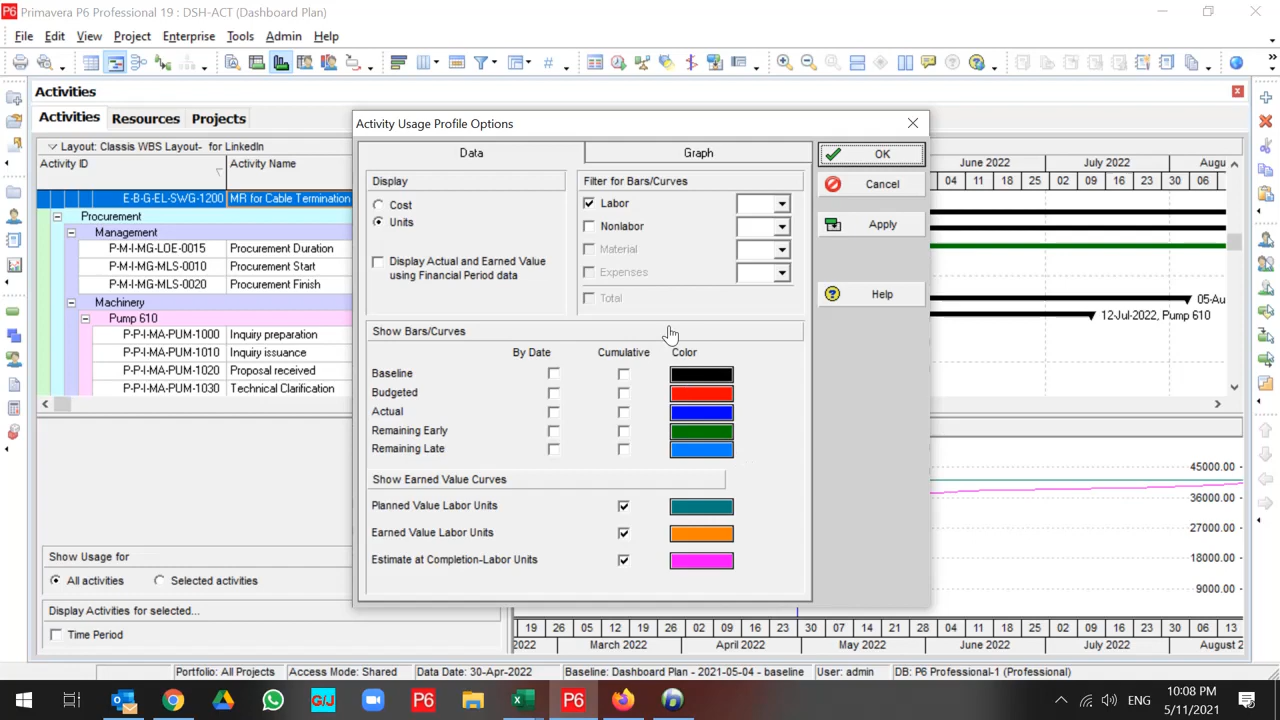 Primavera P6 Professional 19 : DSH-ACT (Dashboard Plan)
File Edit View Project Enterprise Tools Admin Help
Activities
Activities Resources Projects
Layout: Classis WBS Layout- for LinkedIn
Activity ID Activity Name
E-B-G-EL-SWG-1200 MR for Cable Termination
Procurement
Management
P-M-I-MG-LOE-0015 Procurement Duration
P-M-I-MG-MLS-0010 Procurement Start
P-M-I-MG-MLS-0020 Procurement Finish
Machinery
Pump 610
P-P-I-MA-PUM-1000 Inquiry preparation
P-P-I-MA-PUM-1010 Inquiry issuance
P-P-I-MA-PUM-1020 Proposal received
P-P-I-MA-PUM-1030 Technical Clarification
Show Usage for
All activities Selected activities
Display Activities for selected...
Time Period
Activity Usage Profile Options
Data Graph
Display
Cost
Units
Display Actual and Earned Value
using Financial Period data
Filter for Bars/Curves
Labor
Nonlabor
Material
Expenses
Total
Show Bars/Curves
By Date Cumulative Color
Baseline
Budgeted
Actual
Remaining Early
Remaining Late
Show Earned Value Curves
Planned Value Labor Units
Earned Value Labor Units
Estimate at Completion-Labor Units
OK
Cancel
Apply
Help
June 2022 July 2022 Augu
04 11 18 25 02 09 16 23 30 06
05-Au
12-Jul-2022, Pump 610
45000.00
36000.00
27000.00
18000.00
9000.00
19 26 05 12 19 26 02 09 16 23 30 07 14 21 28 04 11 18 25 02 09 16 23 30 06 13
2022 March 2022 April 2022 May 2022 June 2022 July 2022 August 2
Portfolio: All Projects Access Mode: Shared Data Date: 30-Apr-2022 Baseline: Dashboard Plan - 2021-05-04 - baseline User: admin DB: P6 Professional-1 (Professional)
G/J P6 P6
ENG 10:08 PM
5/11/2021